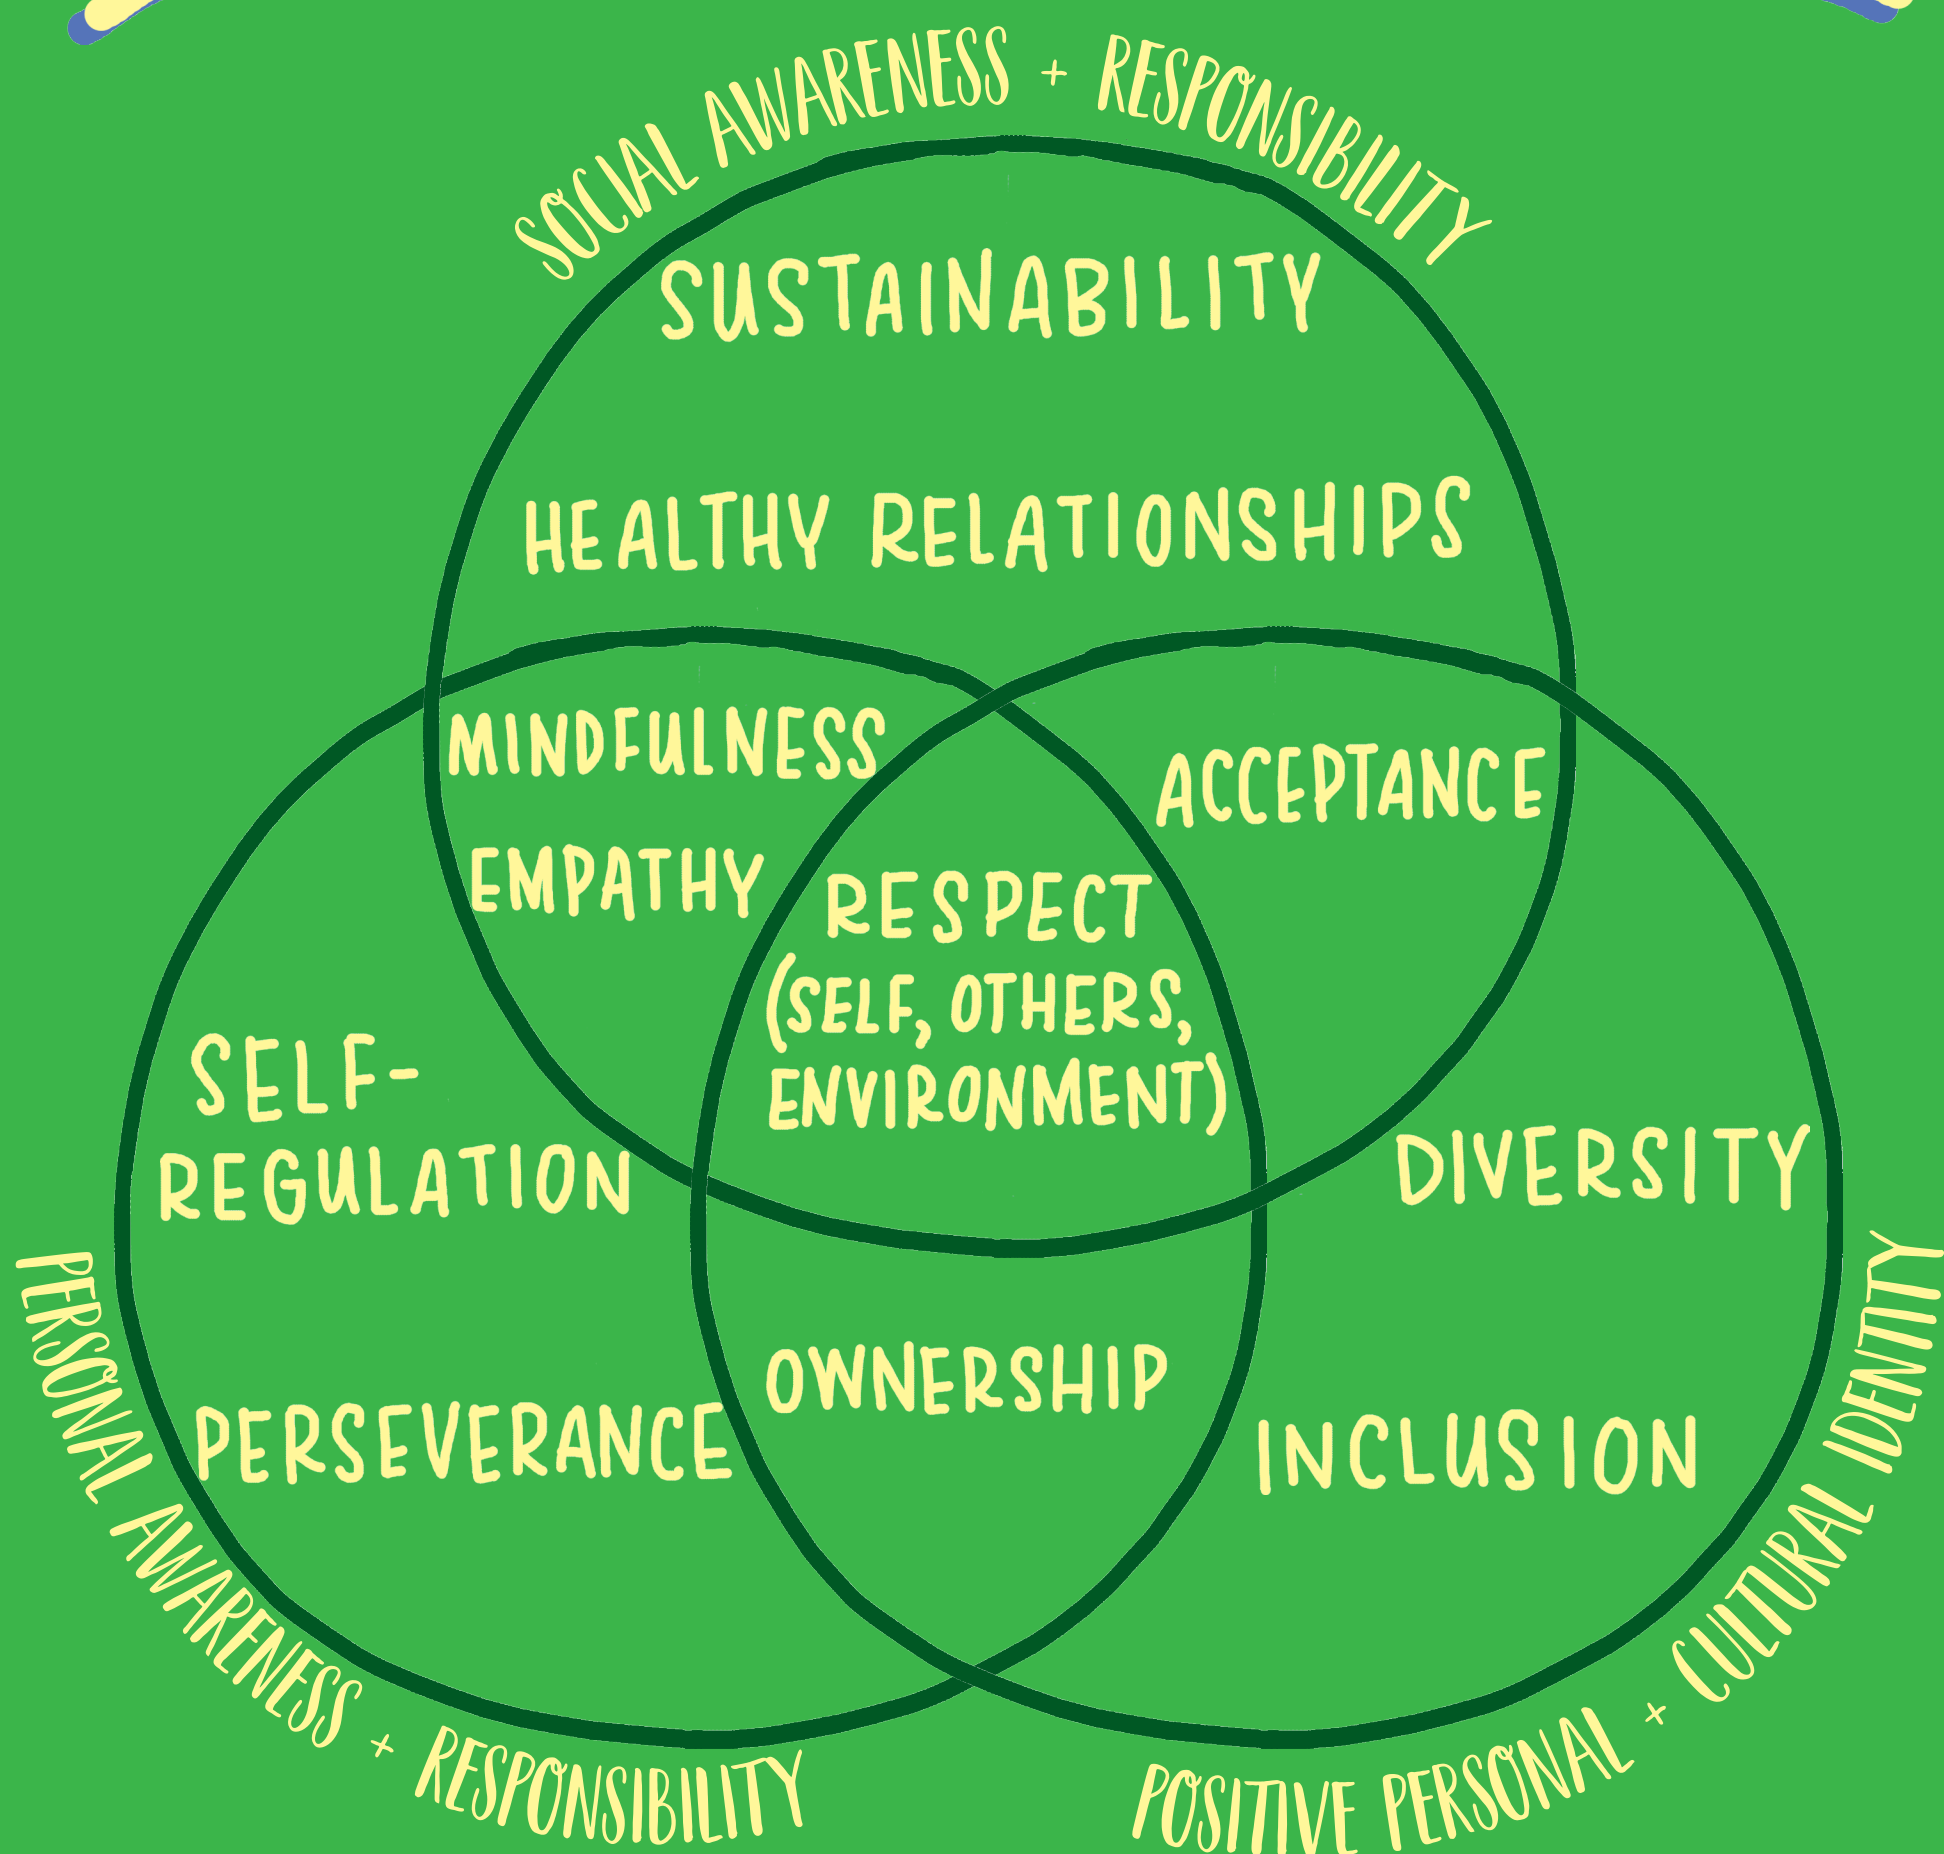 SOCIAL AWARENESS + RESPONSIBILITY
SUSTAINABILITY
HEALTHY RELATIONSHIPS
MINDFULNESS
ACCEPTANCE
EMPATHY
RESPECT
(SELF, OTHERS,
ENVIRONMENT)
SELF-
REGULATION
DIVERSITY
OWNERSHIP
PERSEVERANCE
INCLUSION
PERSONAL AWARENESS + RESPONSIBILITY
POSITIVE PERSONAL + CULTURAL IDENTITY